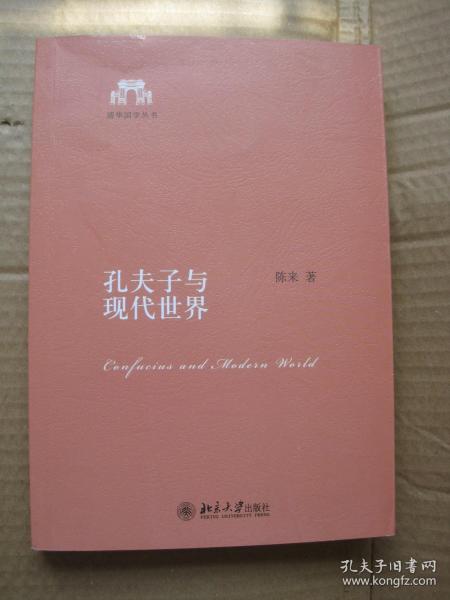 清华国学丛书
孔夫子与
现代世界
陈来 著
Confucius and Modern World
北京大学出版社
PEKING UNIVERSITY PRESS
孔夫子旧书网
www.kongfz.com